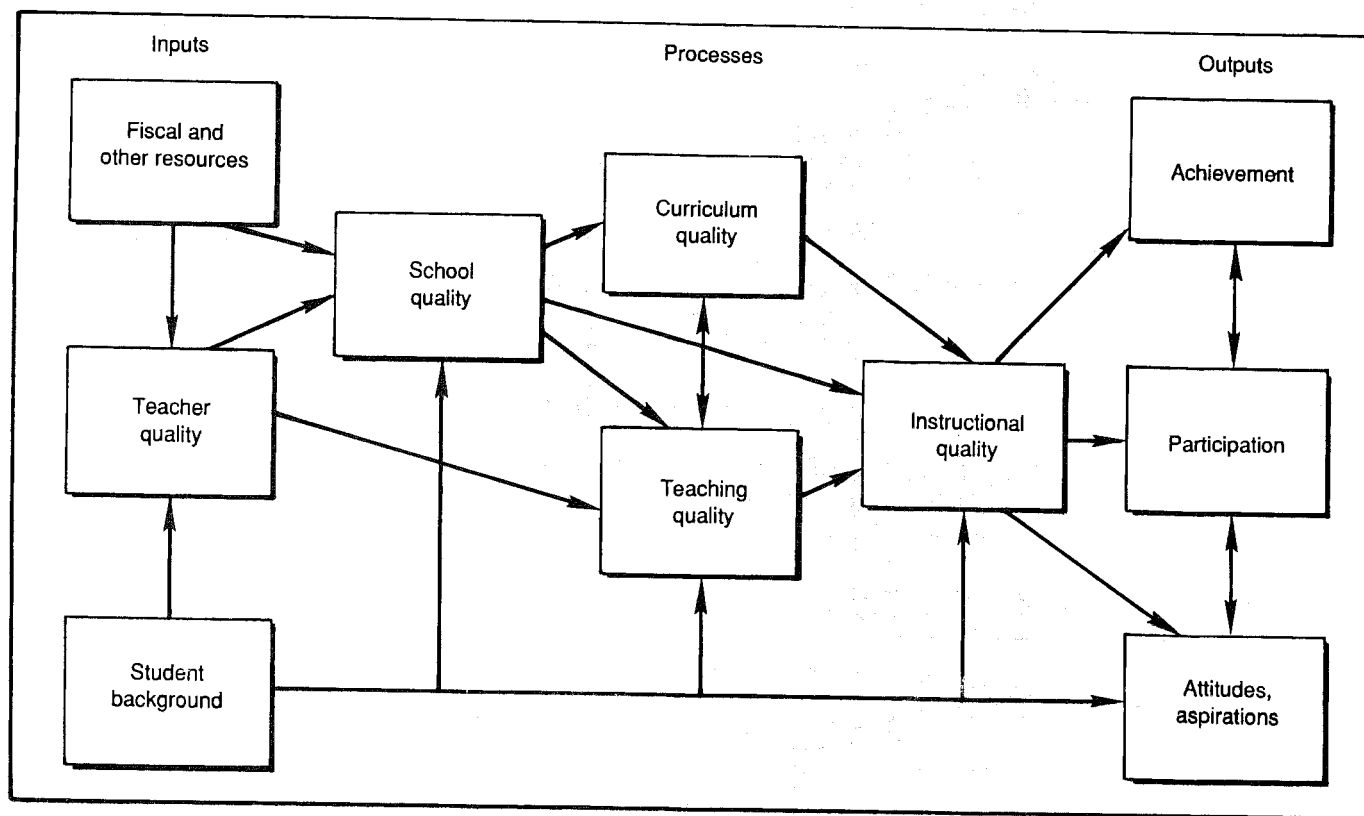 Inputs
Processes
Outputs
Fiscal and
other resources
Achievement
Curriculum
quality
School
quality
Teacher
quality
Instructional
quality
Participation
Teaching
quality
Student
background
Attitudes,
aspirations